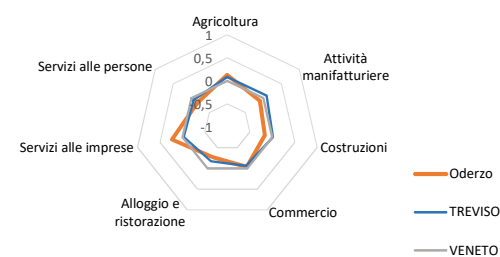 Agricoltura
1
0,5
0
-0,5
-1
Attività
manifatturiere
Costruzioni
Commercio
Alloggio e
ristorazione
Servizi alle imprese
Servizi alle persone
Oderzo
TREVISO
VENETO